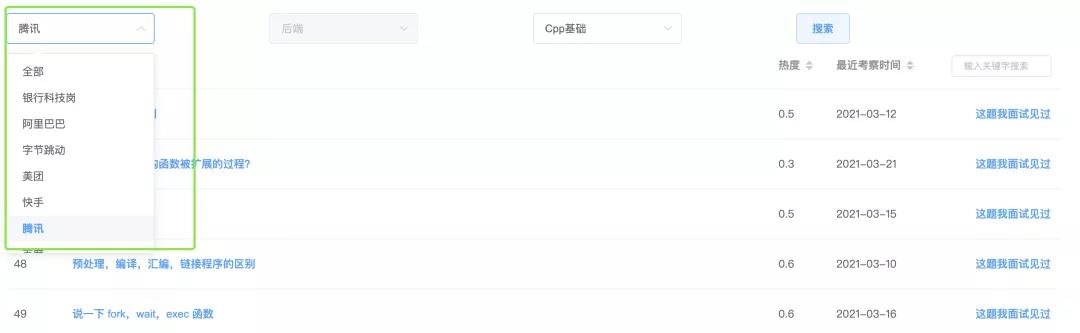 腾讯 后端 Cpp基础 搜索
热度 最近考察时间 输入关键字搜索
全部
银行科技岗
阿里巴巴 0.5 2021-03-12 这题我面试见过
字节跳动 函数被扩展的过程? 0.3 2021-03-21 这题我面试见过
美团
快手 0.5 2021-03-15 这题我面试见过
腾讯
48 预处理，编译，汇编，链接程序的区别 0.6 2021-03-10 这题我面试见过
49 说一下 fork，wait，exec 函数 0.6 2021-03-16 这题我面试见过